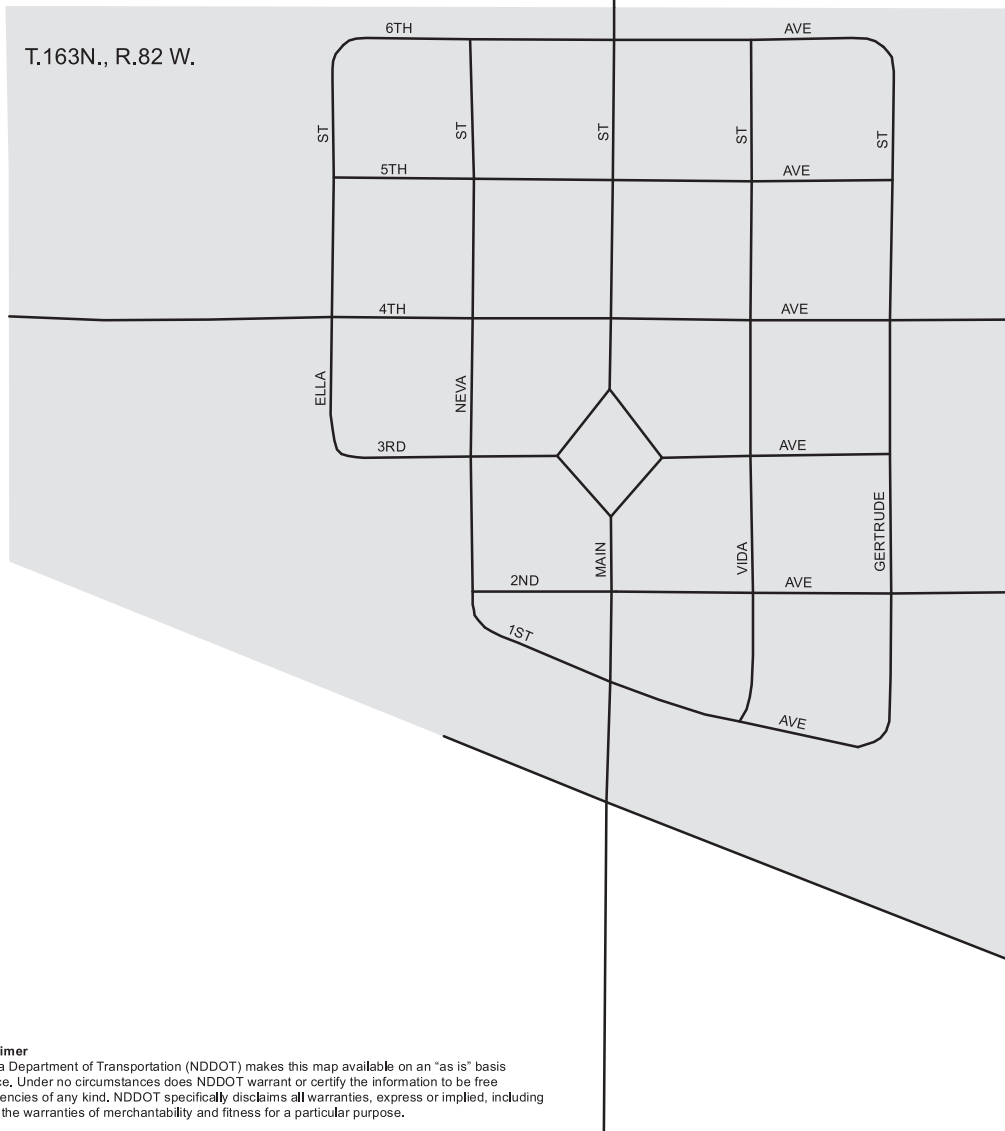 6TH AVE
T.163N., R.82 W.
ST ST ST ST ST
5TH AVE
4TH AVE
ELLA NEVA
3RD AVE
GERTRUDE
MAIN VIDA
2ND AVE
1ST
AVE
imer
a Department of Transportation (NDDOT) makes this map available on an "as is" basis
ce. Under no circumstances does NDDOT warrant or certify the information to be free
encies of any kind. NDDOT specifically disclaims all warranties, express or implied, including
the warranties of merchantability and fitness for a particular purpose.